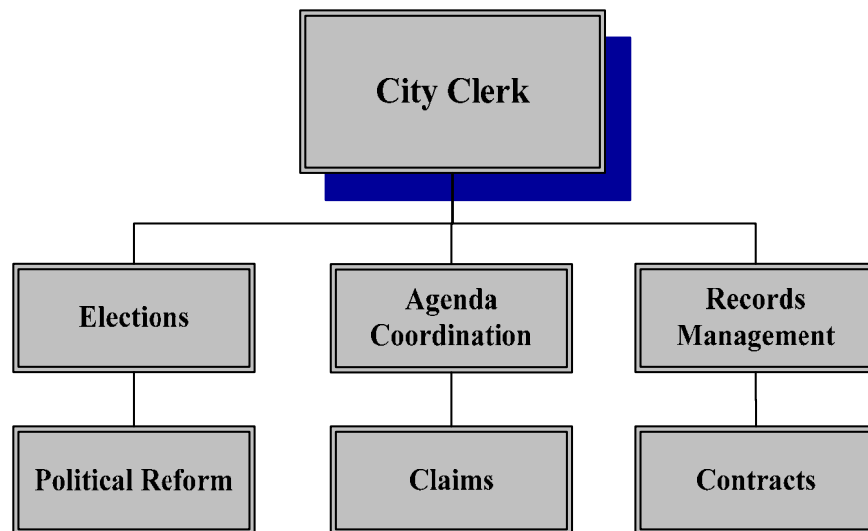 City Clerk
Elections
Agenda
Coordination
Records
Management
Political Reform
Claims
Contracts